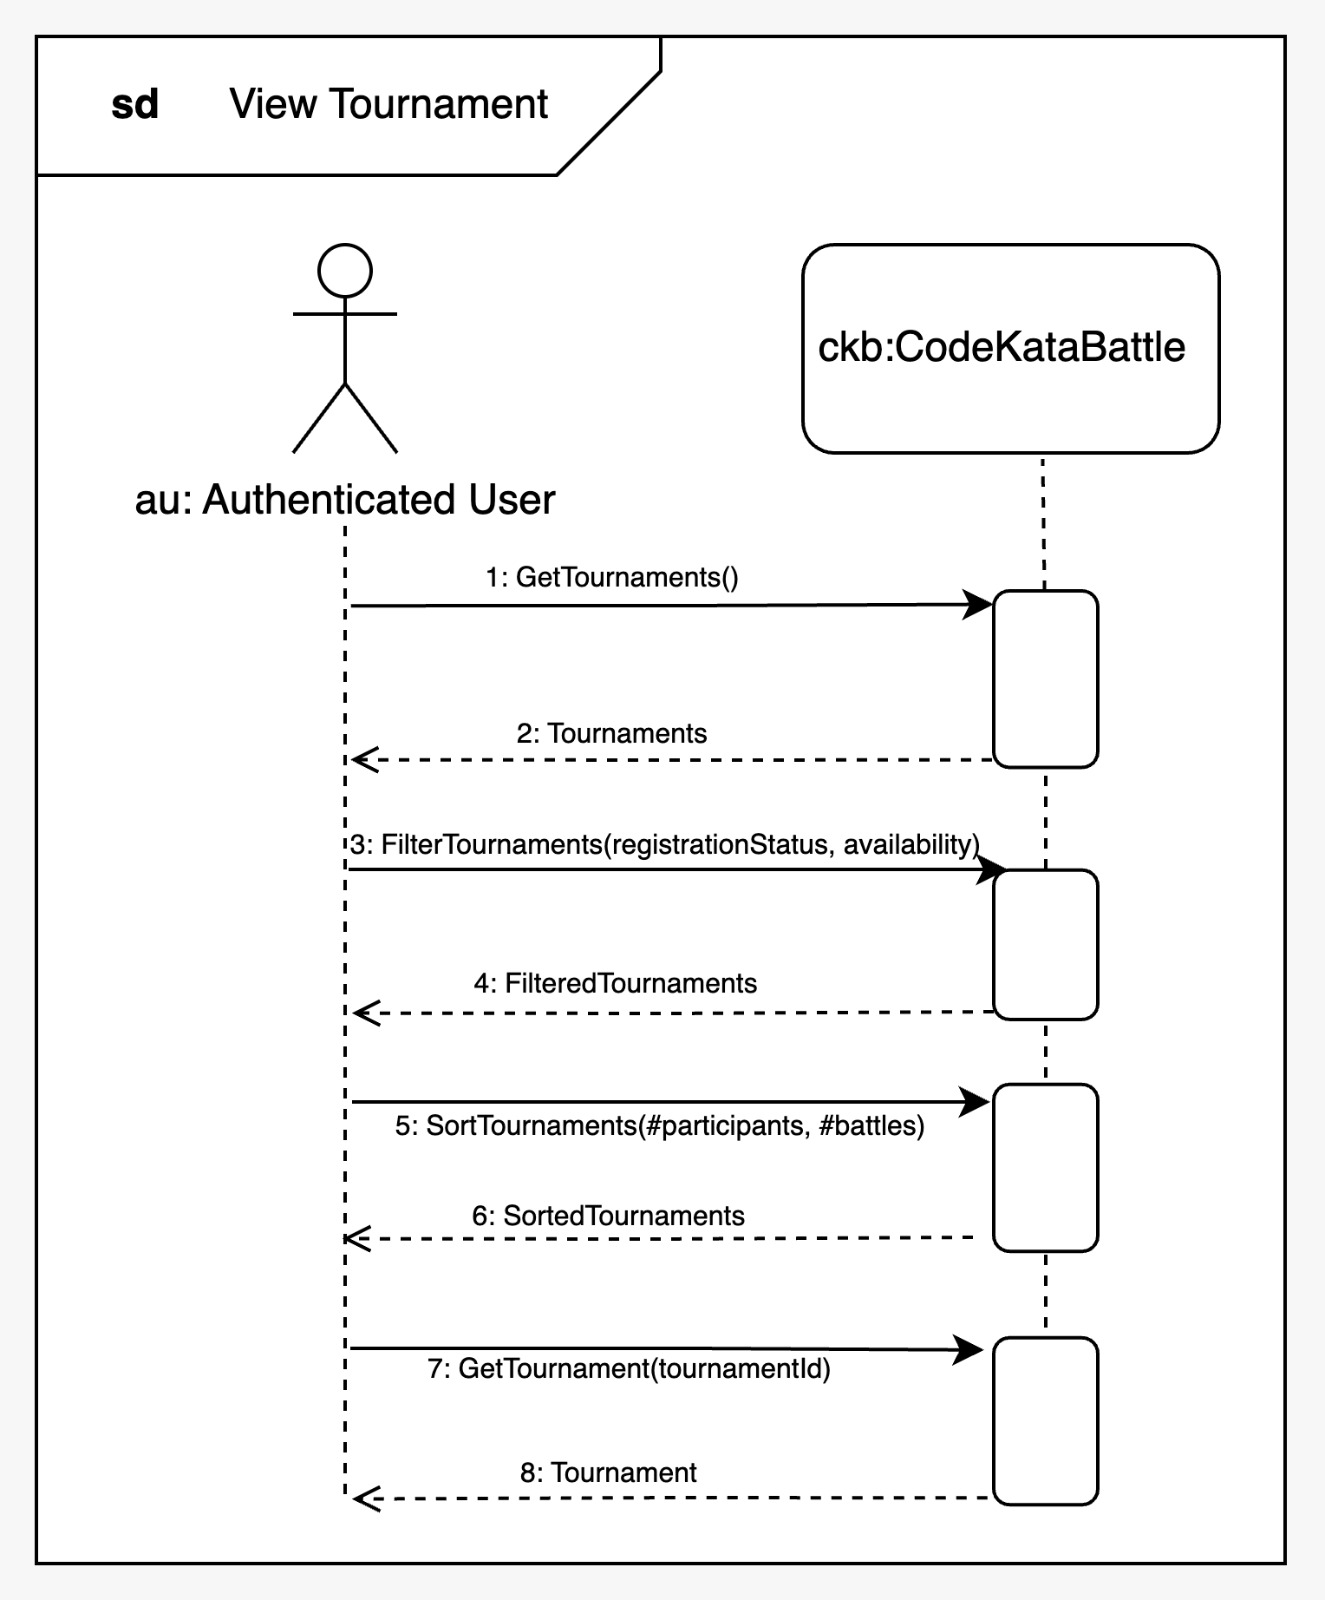 sd View Tournament
ckb:CodeKataBattle
au: Authenticated User
1: GetTournaments()
2: Tournaments
3: FilterTournaments(registrationStatus, availability)
4: FilteredTournaments
5: SortTournaments(#participants, #battles)
6: SortedTournaments
7: GetTournament(tournamentId)
8: Tournament